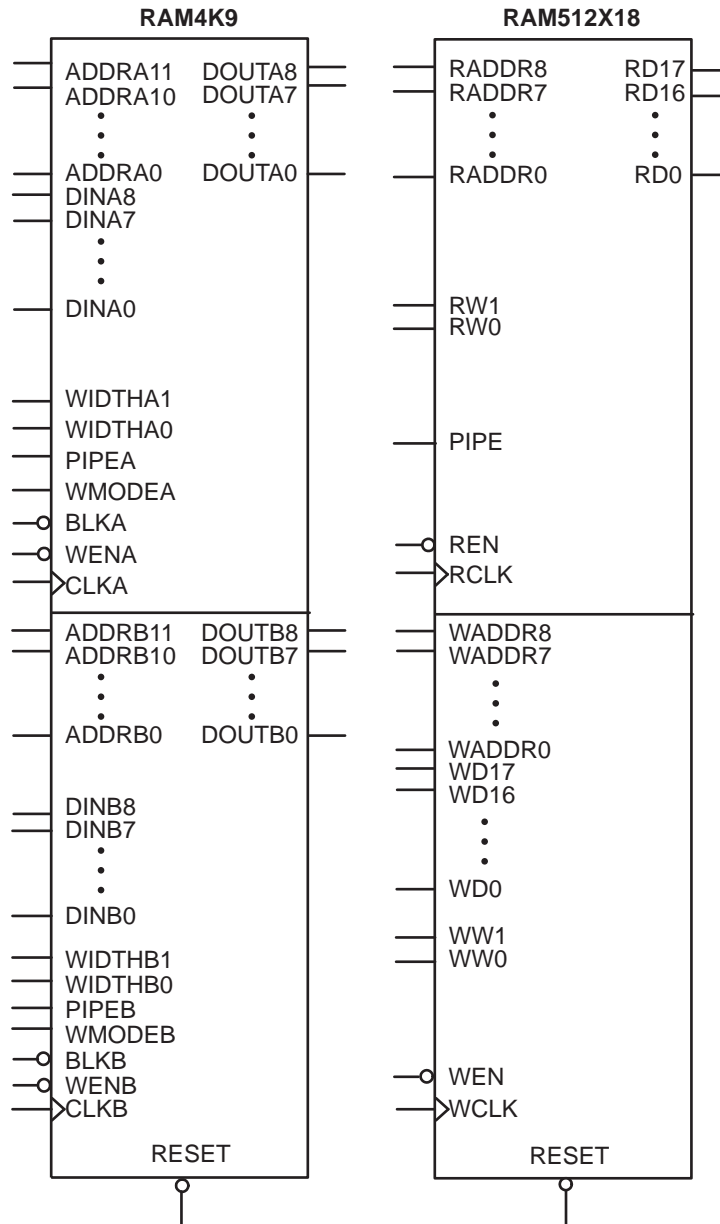 RAM4K9
ADDRA11 DOUTA8
ADDRA10 DOUTA7
ADDRA0 DOUTA0
DINA8
DINA7
DINA0
WIDTHA1
WIDTHA0
PIPEA
WMODEA
BLKA
WENA
CLKA
ADDRB11 DOUTB8
ADDRB10 DOUTB7
ADDRB0 DOUTB0
DINB8
DINB7
DINB0
WIDTHB1
WIDTHB0
PIPEB
WMODEB
BLKB
WENB
CLKB
RESET
RAM512X18
RADDR8 RD17
RADDR7 RD16
RADDR0 RD0
RW1
RW0
PIPE
REN
RCLK
WADDR8
WADDR7
WADDR0
WD17
WD16
WD0
WW1
WW0
WEN
WCLK
RESET